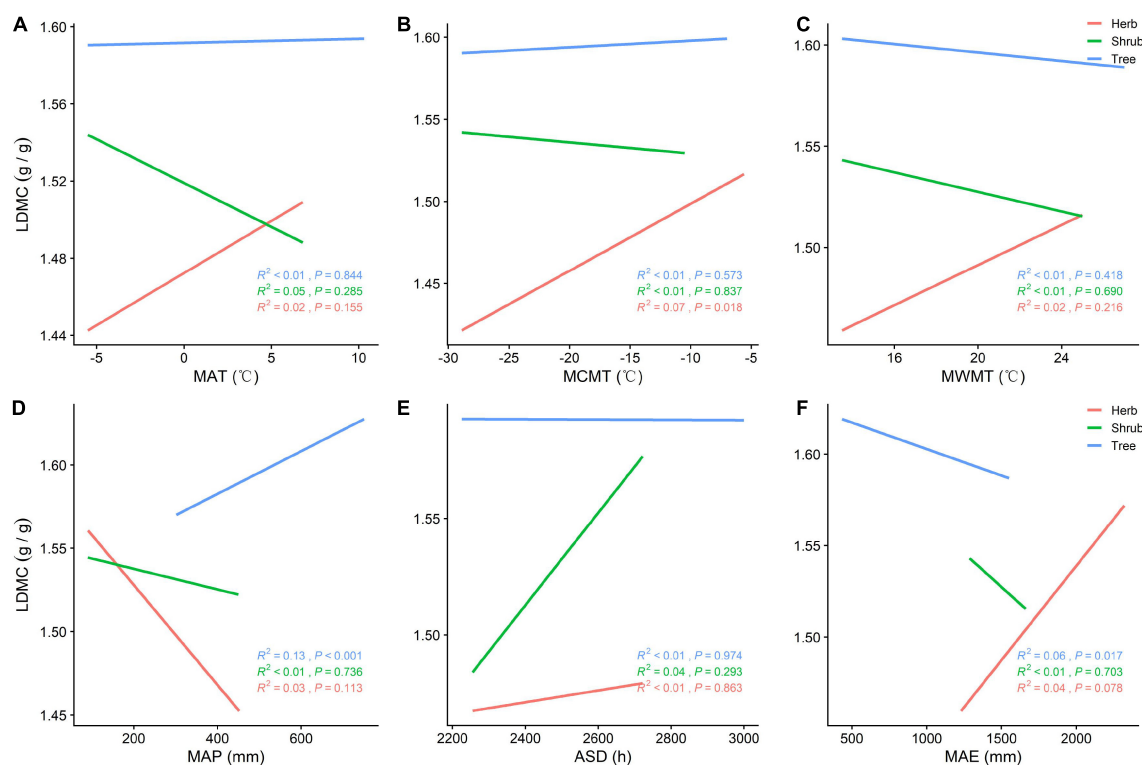 A
B
C
1.60
1.56
1.52
1.48
1.44
LDMC (g / g)
R² < 0.01 , P = 0.844
R² = 0.05 , P = 0.285
R² = 0.02 , P = 0.155
-5
0
5
10
MAT (℃)
1.60
1.55
1.50
1.45
R² < 0.01 , P = 0.573
R² < 0.01 , P = 0.837
R² = 0.07 , P = 0.018
-30
-25
-20
-15
-10
-5
MCMT (℃)
Herb
Shrub
Tree
1.60
1.55
1.50
R² < 0.01 , P = 0.418
R² < 0.01 , P = 0.690
R² = 0.02 , P = 0.216
16
20
24
MWMT (℃)
D
E
F
1.60
1.55
1.50
1.45
LDMC (g / g)
R² = 0.13 , P < 0.001
R² < 0.01 , P = 0.736
R² = 0.03 , P = 0.113
200
400
600
MAP (mm)
1.55
1.50
R² < 0.01 , P = 0.974
R² = 0.04 , P = 0.293
R² < 0.01 , P = 0.863
2200
2400
2600
2800
3000
ASD (h)
Herb
Shrub
Tree
1.60
1.55
1.50
R² = 0.06 , P = 0.017
R² < 0.01 , P = 0.703
R² = 0.04 , P = 0.078
500
1000
1500
2000
MAE (mm)